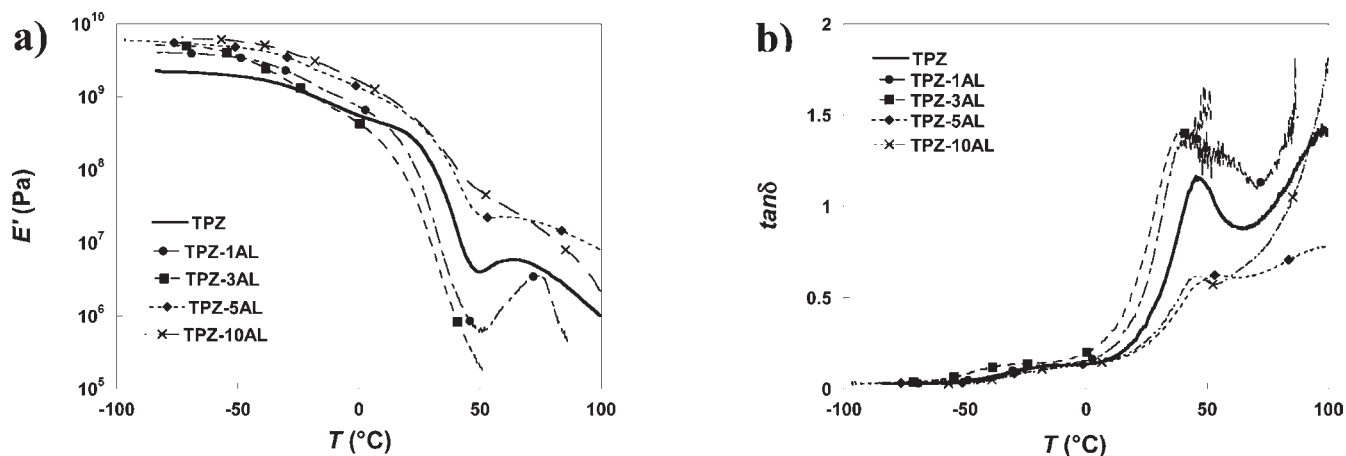 a)
E' (Pa)
10¹⁰
10⁹
10⁸
10⁷
10⁶
10⁵
TPZ
TPZ-1AL
TPZ-3AL
TPZ-5AL
TPZ-10AL
-100
-50
0
50
100
T (°C)
b)
tanδ
2
1.5
1
0.5
0
TPZ
TPZ-1AL
TPZ-3AL
TPZ-5AL
TPZ-10AL
-100
-50
0
50
100
T (°C)